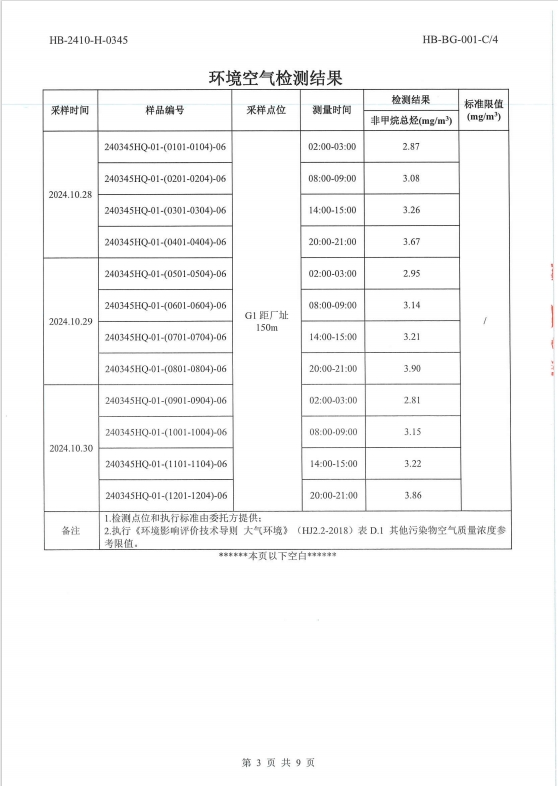 HB-2410-H-0345 HB-BG-001-C/4
环境空气检测结果
采样时间 样品编号 采样点位 测量时间 检测结果 标准限值
(mg/m³)
非甲烷总烃(mg/m³)
2024.10.28
240345HQ-01-(0101-0104)-06 02:00-03:00 2.87
240345HQ-01-(0201-0204)-06 08:00-09:00 3.08
240345HQ-01-(0301-0304)-06 14:00-15:00 3.26
240345HQ-01-(0401-0404)-06 20:00-21:00 3.67
2024.10.29
240345HQ-01-(0501-0504)-06 02:00-03:00 2.95
240345HQ-01-(0601-0604)-06 08:00-09:00 3.14
G1 距厂址
150m
/
240345HQ-01-(0701-0704)-06 14:00-15:00 3.21
240345HQ-01-(0801-0804)-06 20:00-21:00 3.90
2024.10.30
240345HQ-01-(0901-0904)-06 02:00-03:00 2.81
240345HQ-01-(1001-1004)-06 08:00-09:00 3.15
240345HQ-01-(1101-1104)-06 14:00-15:00 3.22
240345HQ-01-(1201-1204)-06 20:00-21:00 3.86
备注
1.检测点位和执行标准由委托方提供；
2.执行《环境影响评价技术导则 大气环境》（HJ2.2-2018）表 D.1 其他污染物空气质量浓度参
考限值。
******本页以下空白******
第 3 页 共 9 页